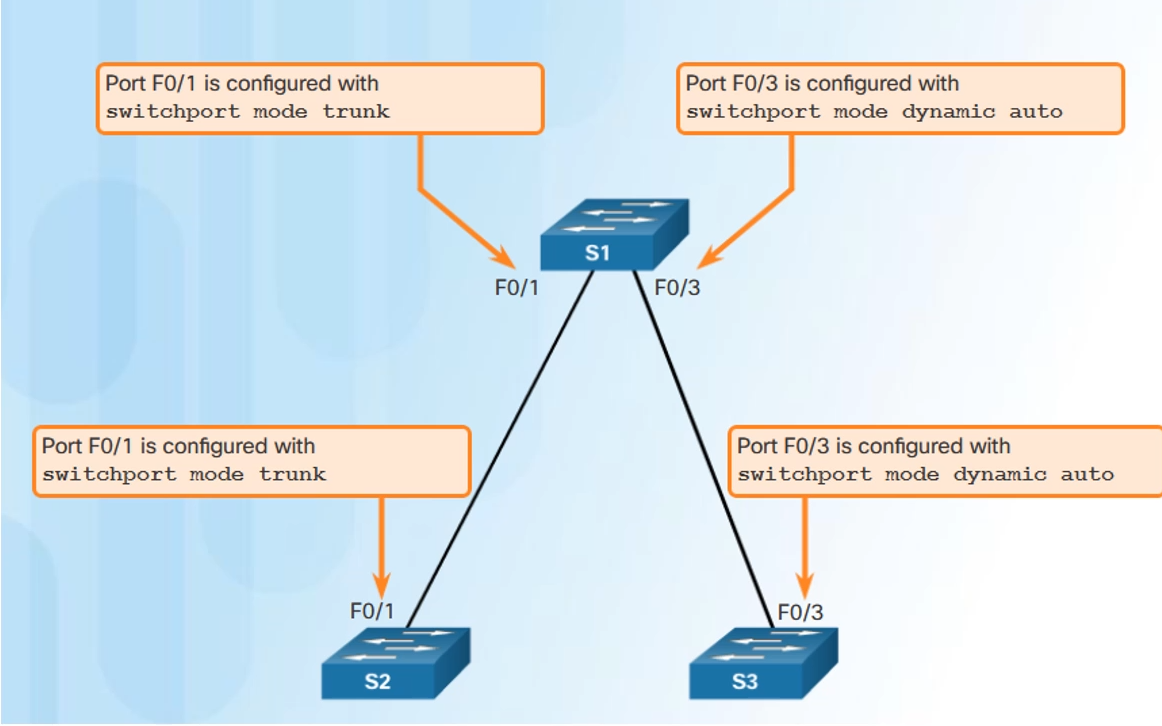 Port F0/1 is configured with
switchport mode trunk
Port F0/3 is configured with
switchport mode dynamic auto
S1
F0/1
F0/3
Port F0/1 is configured with
switchport mode trunk
Port F0/3 is configured with
switchport mode dynamic auto
F0/1
F0/3
S2
S3